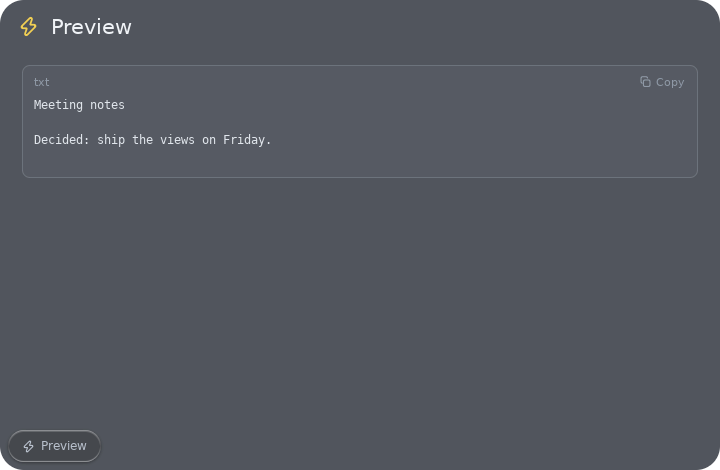 Preview
txt
Copy
Meeting notes
Decided: ship the views on Friday.
Preview